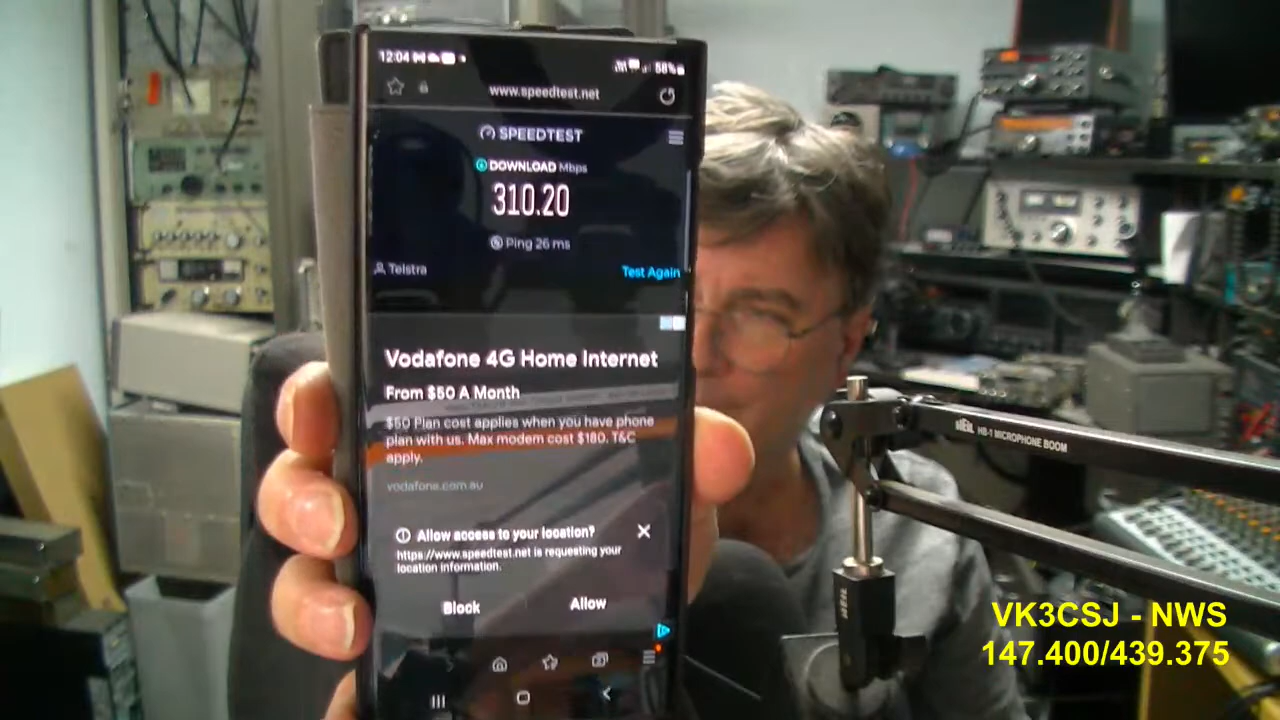 12:04
58%
www.speedtest.net
SPEEDTEST
DOWNLOAD Mbps
310.20
Ping 26 ms
Telstra
Test Again
Vodafone 4G Home Internet
From $50 A Month
$50 Plan cost applies when you have phone
plan with us. Max modem cost $180. T&C
apply.
vodafone.com.au
Allow access to your location?
https://www.speedtest.net is requesting your
location information.
Block
Allow
HEIL HB-1 MICROPHONE BOOM
HEIL
VK3CSJ - NWS
147.400/439.375